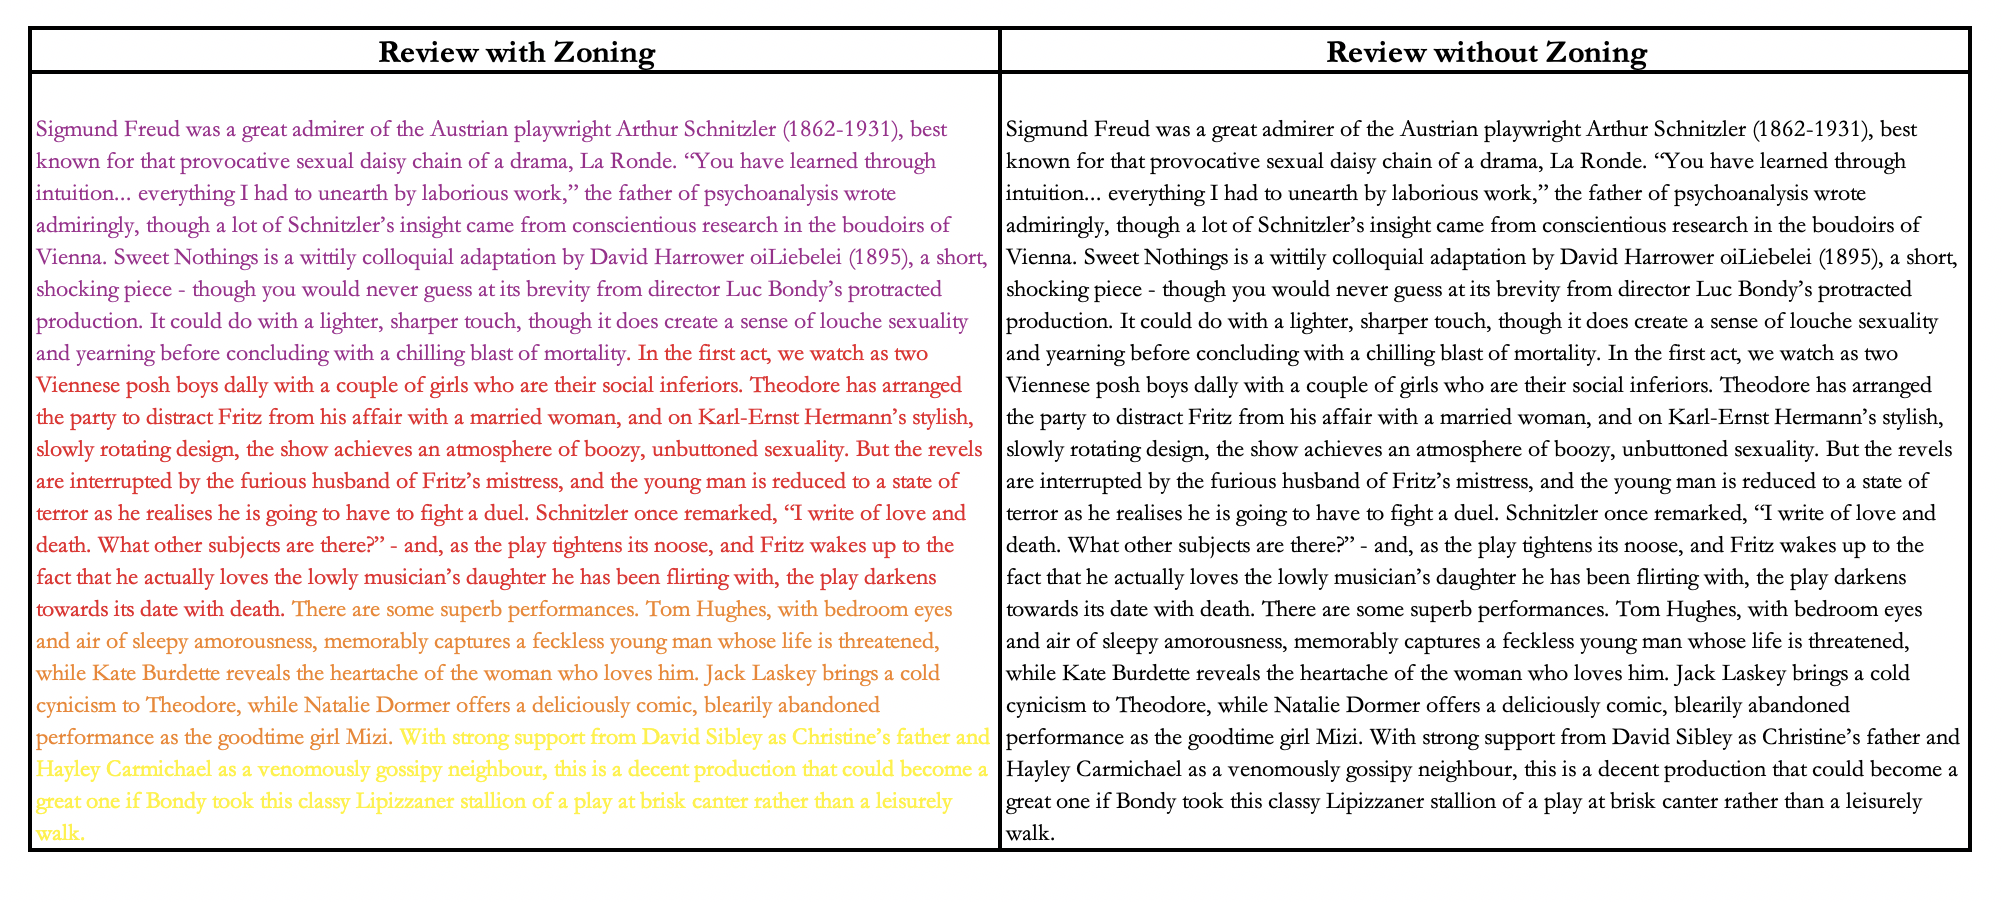 Review with Zoning
Sigmund Freud was a great admirer of the Austrian playwright Arthur Schnitzler (1862-1931), best
known for that provocative sexual daisy chain of a drama, La Ronde. “You have learned through
intuition... everything I had to unearth by laborious work,” the father of psychoanalysis wrote
admiringly, though a lot of Schnitzler’s insight came from conscientious research in the boudoirs of
Vienna. Sweet Nothings is a wittily colloquial adaptation by David Harrower oiLiebelei (1895), a short,
shocking piece - though you would never guess at its brevity from director Luc Bondy’s protracted
production. It could do with a lighter, sharper touch, though it does create a sense of louche sexuality
and yearning before concluding with a chilling blast of mortality. In the first act, we watch as two
Viennese posh boys dally with a couple of girls who are their social inferiors. Theodore has arranged
the party to distract Fritz from his affair with a married woman, and on Karl-Ernst Hermann’s stylish,
slowly rotating design, the show achieves an atmosphere of boozy, unbuttoned sexuality. But the revels
are interrupted by the furious husband of Fritz’s mistress, and the young man is reduced to a state of
terror as he realises he is going to have to fight a duel. Schnitzler once remarked, “I write of love and
death. What other subjects are there?” - and, as the play tightens its noose, and Fritz wakes up to the
fact that he actually loves the lowly musician’s daughter he has been flirting with, the play darkens
towards its date with death. There are some superb performances. Tom Hughes, with bedroom eyes
and air of sleepy amorousness, memorably captures a feckless young man whose life is threatened,
while Kate Burdette reveals the heartache of the woman who loves him. Jack Laskey brings a cold
cynicism to Theodore, while Natalie Dormer offers a deliciously comic, blearily abandoned
performance as the goodtime girl Mizi. With strong support from David Sibley as Christine’s father and
Hayley Carmichael as a venomously gossipy neighbour, this is a decent production that could become a
great one if Bondy took this classy Lipizzaner stallion of a play at brisk canter rather than a leisurely
walk.
Review without Zoning
Sigmund Freud was a great admirer of the Austrian playwright Arthur Schnitzler (1862-1931), best
known for that provocative sexual daisy chain of a drama, La Ronde. “You have learned through
intuition... everything I had to unearth by laborious work,” the father of psychoanalysis wrote
admiringly, though a lot of Schnitzler’s insight came from conscientious research in the boudoirs of
Vienna. Sweet Nothings is a wittily colloquial adaptation by David Harrower oiLiebelei (1895), a short,
shocking piece - though you would never guess at its brevity from director Luc Bondy’s protracted
production. It could do with a lighter, sharper touch, though it does create a sense of louche sexuality
and yearning before concluding with a chilling blast of mortality. In the first act, we watch as two
Viennese posh boys dally with a couple of girls who are their social inferiors. Theodore has arranged
the party to distract Fritz from his affair with a married woman, and on Karl-Ernst Hermann’s stylish,
slowly rotating design, the show achieves an atmosphere of boozy, unbuttoned sexuality. But the revels
are interrupted by the furious husband of Fritz’s mistress, and the young man is reduced to a state of
terror as he realises he is going to have to fight a duel. Schnitzler once remarked, “I write of love and
death. What other subjects are there?” - and, as the play tightens its noose, and Fritz wakes up to the
fact that he actually loves the lowly musician’s daughter he has been flirting with, the play darkens
towards its date with death. There are some superb performances. Tom Hughes, with bedroom eyes
and air of sleepy amorousness, memorably captures a feckless young man whose life is threatened,
while Kate Burdette reveals the heartache of the woman who loves him. Jack Laskey brings a cold
cynicism to Theodore, while Natalie Dormer offers a deliciously comic, blearily abandoned
performance as the goodtime girl Mizi. With strong support from David Sibley as Christine’s father and
Hayley Carmichael as a venomously gossipy neighbour, this is a decent production that could become a
great one if Bondy took this classy Lipizzaner stallion of a play at brisk canter rather than a leisurely
walk.